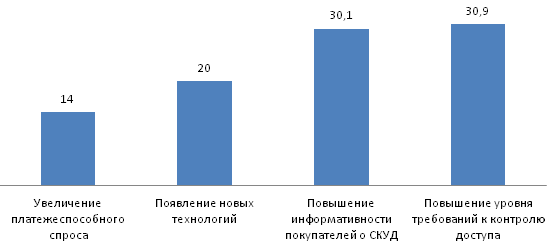 14
20
30,1
30,9
Увеличение
платежеспособного
спроса
Появление новых
технологий
Повышение
информативности
покупателей о СКУД
Повышение уровня
требований к контролю
доступа